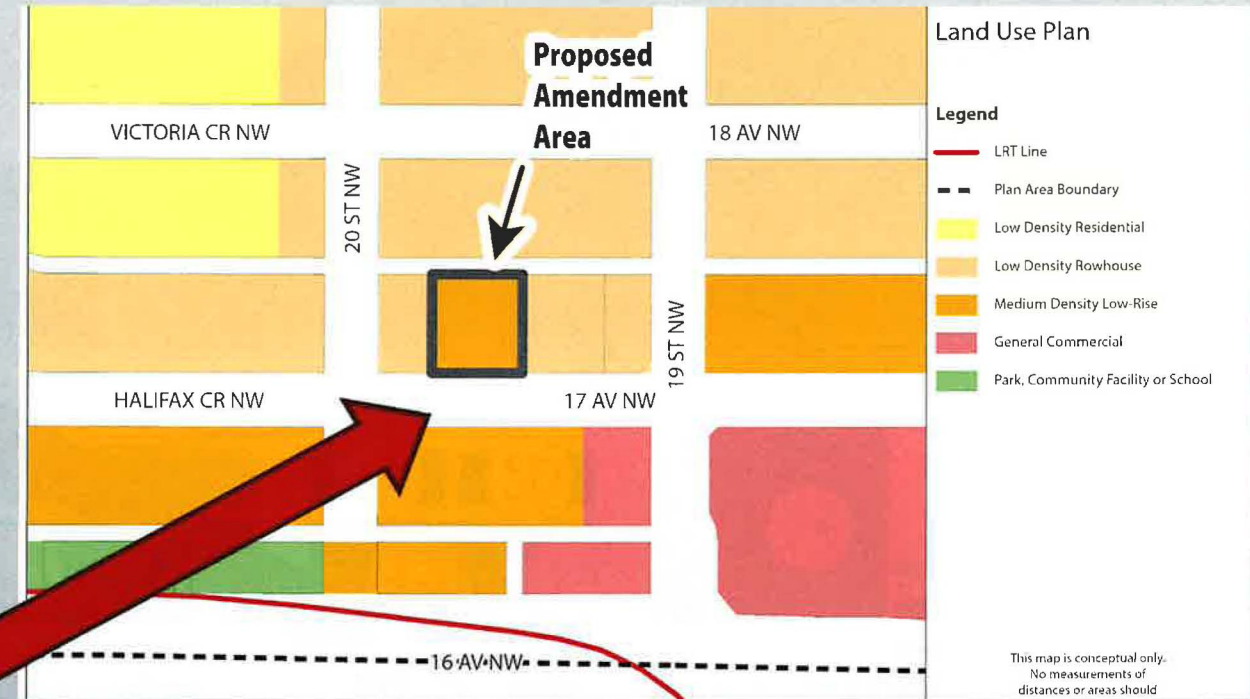 Land Use Plan
Proposed
Amendment
Area
VICTORIA CR NW
18 AV NW
20 ST NW
19 ST NW
HALIFAX CR NW
17 AV NW
16 AV NW
Legend
LRT Line
Plan Area Boundary
Low Density Residential
Low Density Rowhouse
Medium Density Low-Rise
General Commercial
Park, Community Facility or School
This map is conceptual only.
No measurements of
distances or areas should